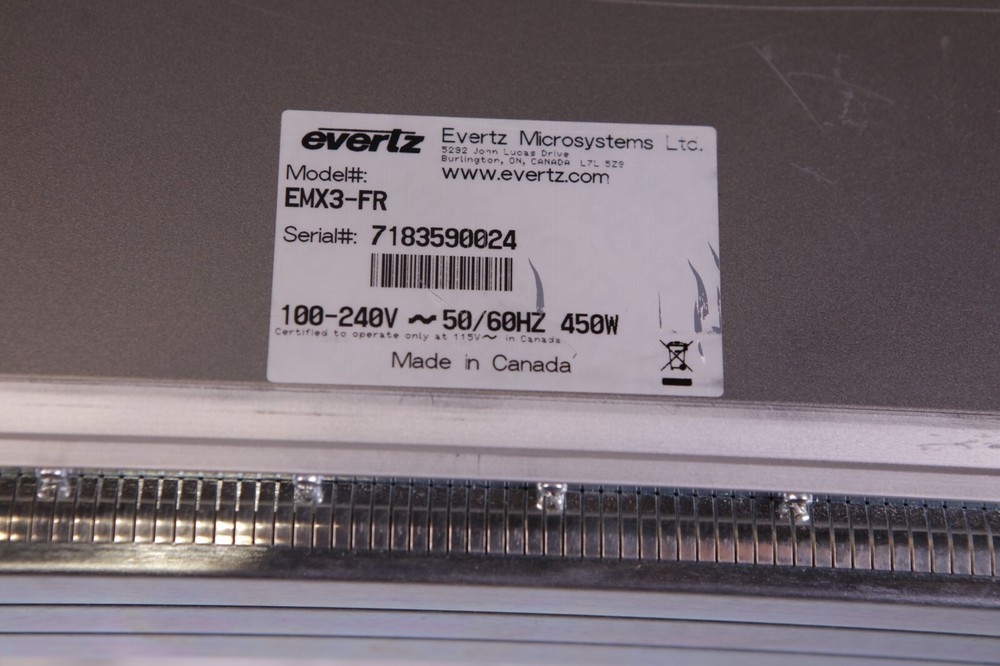 evertz Evertz Microsystems Ltd.
5292 John Lucas Drive
Burlington, ON, CANADA L7L 5Z9
www.evertz.com
Model#:
EMX3-FR
Serial#: 7183590024
100-240V ~ 50/60HZ 450W
Certified to operate only at 115V~ in Canada
Made in Canada